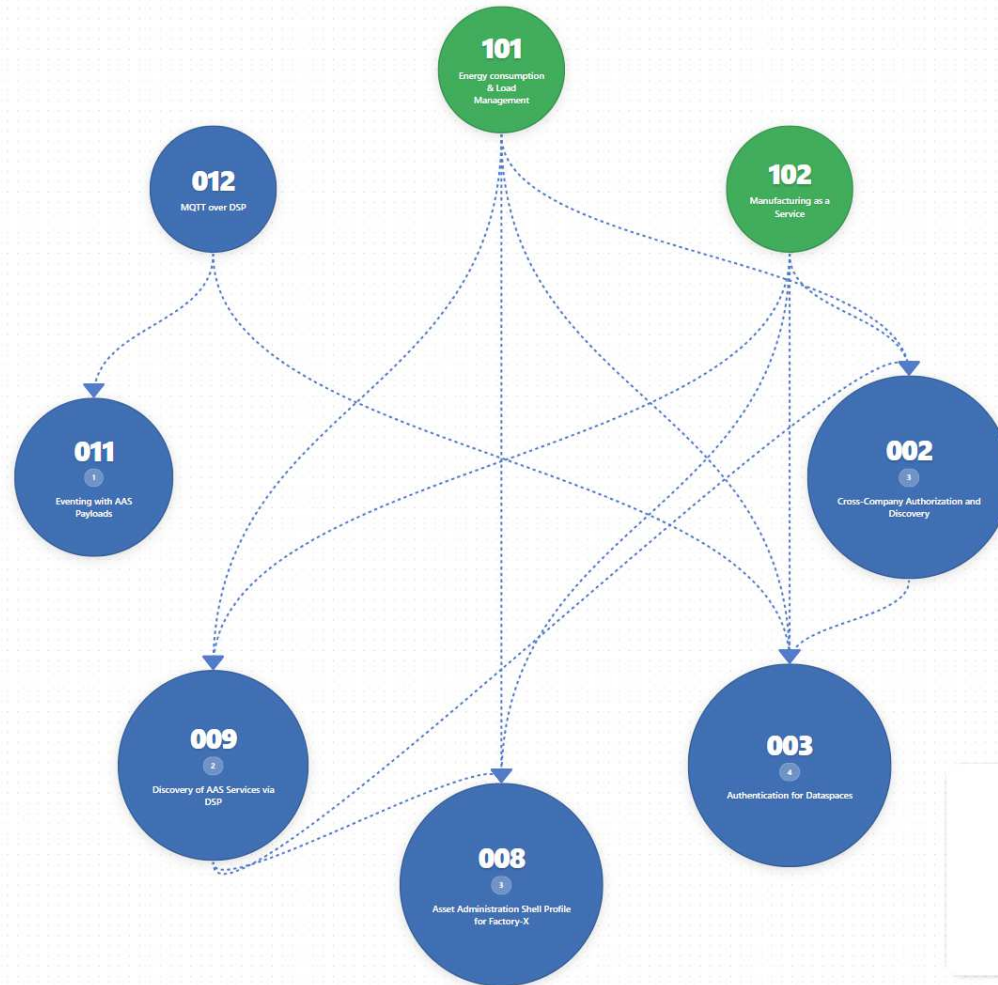 101
Energy consumption
& Load
Management
012
MQTT over DSP
102
Manufacturing as a
Service
011
1
Eventing with AAS
Payloads
002
3
Cross-Company Authorization and
Discovery
009
2
Discovery of AAS Services via
DSP
003
4
Authentication for Dataspaces
008
3
Asset Administration Shell Profile
for Factory-X